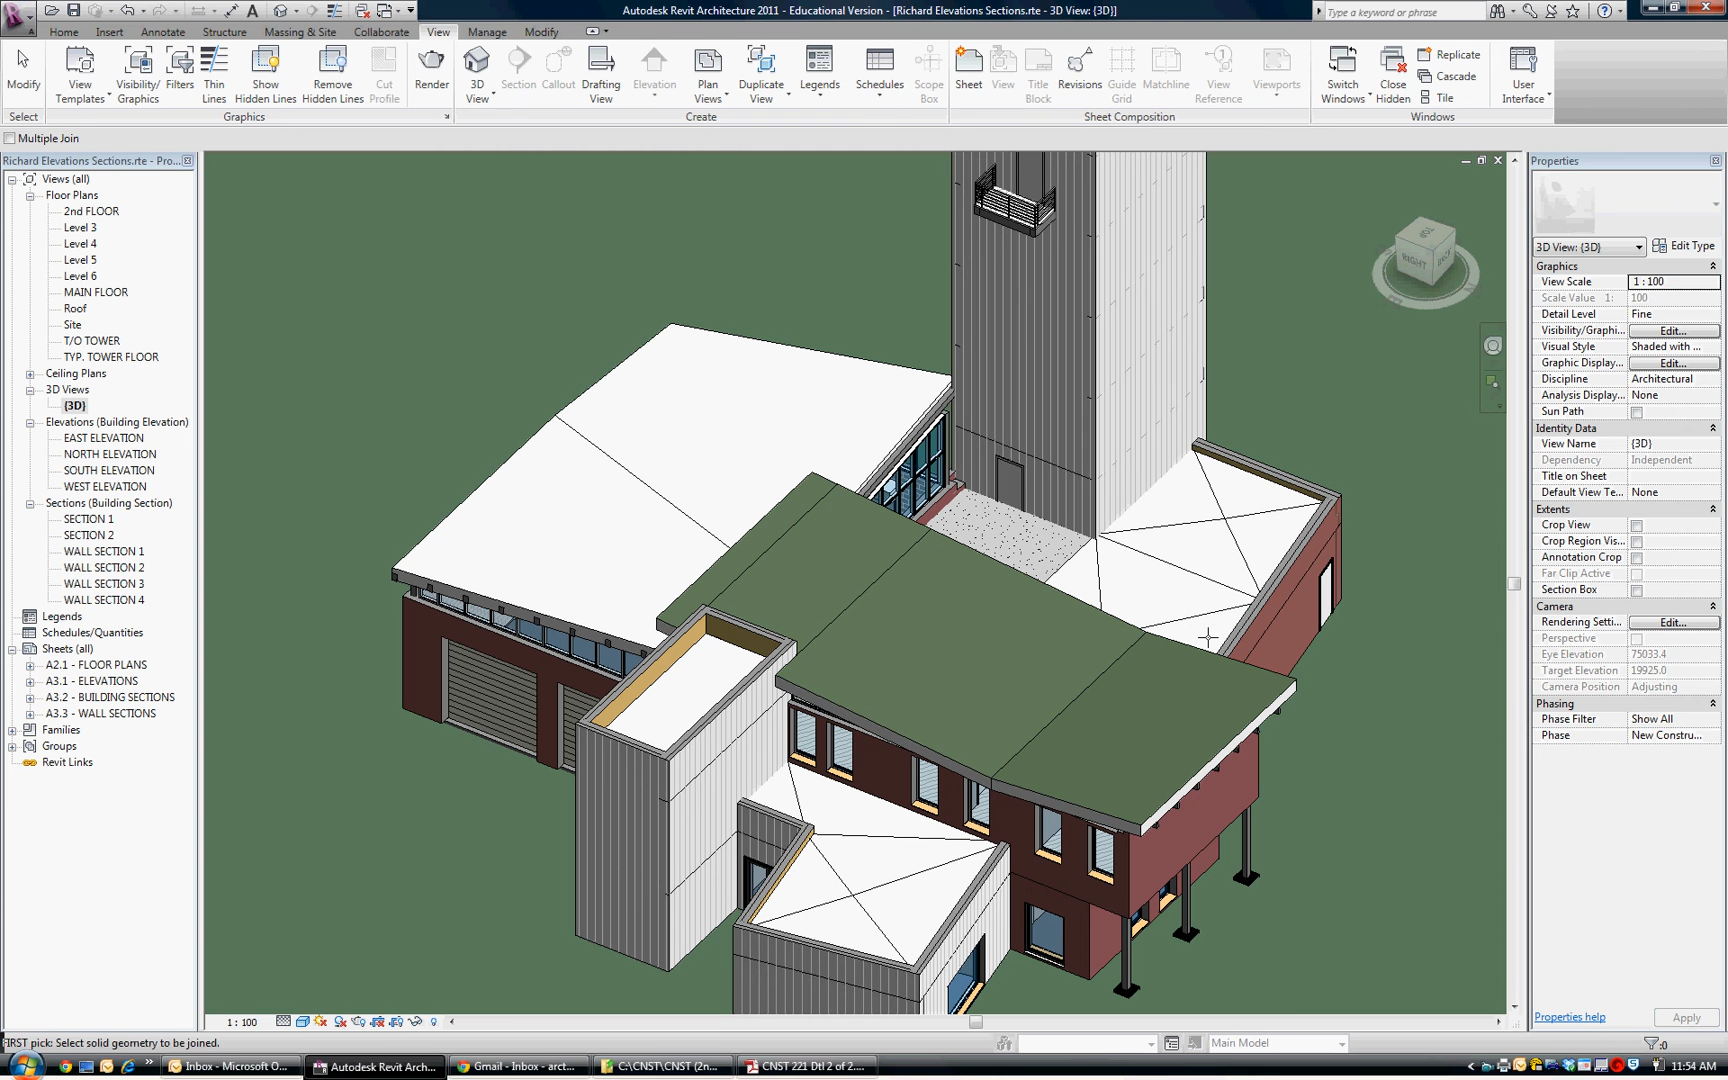 Autodesk Revit Architecture 2011 - Educational Version - [Richard Elevations Sections.rte - 3D View: {3D}]
Type a keyword or phrase
Home Insert Annotate Structure Massing & Site Collaborate View Manage Modify
Modify
View Templates
Visibility/ Graphics
Filters
Thin Lines
Show Hidden Lines
Remove Hidden Lines
Cut Profile
Render
3D View
Section
Callout
Drafting View
Elevation
Plan Views
Duplicate View
Legends
Schedules
Scope Box
Sheet
View
Title Block
Revisions
Guide Grid
Matchline
View Reference
Viewports
Switch Windows
Close Hidden
Replicate
Cascade
Tile
User Interface
Select Graphics Create Sheet Composition Windows
Multiple Join
Richard Elevations Sections.rte - Pro...
Views (all)
Floor Plans
2nd FLOOR
Level 3
Level 4
Level 5
Level 6
MAIN FLOOR
Roof
Site
T/O TOWER
TYP. TOWER FLOOR
Ceiling Plans
3D Views
{3D}
Elevations (Building Elevation)
EAST ELEVATION
NORTH ELEVATION
SOUTH ELEVATION
WEST ELEVATION
Sections (Building Section)
SECTION 1
SECTION 2
WALL SECTION 1
WALL SECTION 2
WALL SECTION 3
WALL SECTION 4
Legends
Schedules/Quantities
Sheets (all)
A2.1 - FLOOR PLANS
A3.1 - ELEVATIONS
A3.2 - BUILDING SECTIONS
A3.3 - WALL SECTIONS
Families
Groups
Revit Links
TOP
RIGHT
BACK
Properties
3D View: {3D} Edit Type
Graphics
View Scale 1 : 100
Scale Value 1: 100
Detail Level Fine
Visibility/Graphi... Edit...
Visual Style Shaded with ...
Graphic Display... Edit...
Discipline Architectural
Analysis Display... None
Sun Path
Identity Data
View Name {3D}
Dependency Independent
Title on Sheet
Default View Te... None
Extents
Crop View
Crop Region Vis...
Annotation Crop
Far Clip Active
Section Box
Camera
Rendering Setti... Edit...
Perspective
Eye Elevation 75033.4
Target Elevation 19925.0
Camera Position Adjusting
Phasing
Phase Filter Show All
Phase New Constru...
Properties help Apply
1 : 100
FIRST pick: Select solid geometry to be joined.
Main Model
:0
Inbox - Microsoft O...
Autodesk Revit Arch...
Gmail - Inbox - arct...
C:\CNST\CNST (2n...
CNST 221 Dtl 2 of 2...
11:54 AM